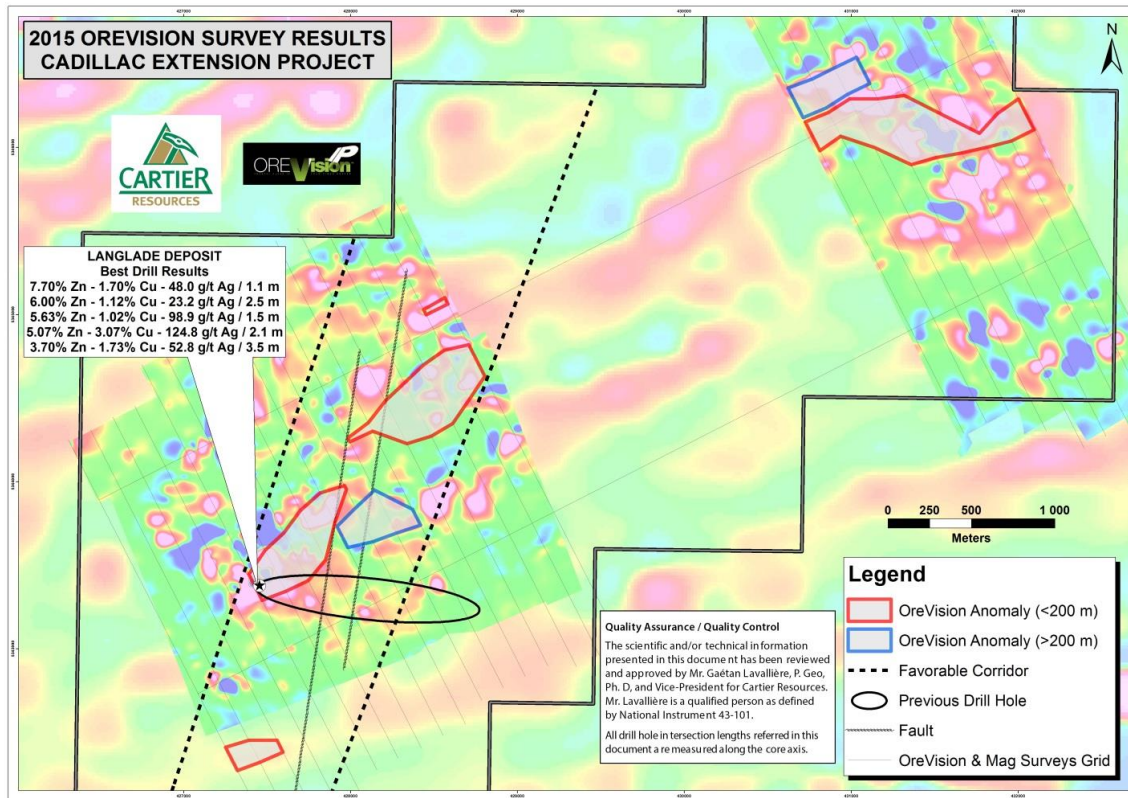 2015 OREVISION SURVEY RESULTS
CADILLAC EXTENSION PROJECT
N
CARTIER
RESOURCES
OREVISION IP
LANGLADE DEPOSIT
Best Drill Results
7.70% Zn - 1.70% Cu - 48.0 g/t Ag / 1.1 m
6.00% Zn - 1.12% Cu - 23.2 g/t Ag / 2.5 m
5.63% Zn - 1.02% Cu - 98.9 g/t Ag / 1.5 m
5.07% Zn - 3.07% Cu - 124.8 g/t Ag / 2.1 m
3.70% Zn - 1.73% Cu - 52.8 g/t Ag / 3.5 m
0 250 500 1 000
Meters
Quality Assurance / Quality Control
The scientific and/or technical information
presented in this docume nt has been reviewed
and approved by Mr. Gaétan Lavallière, P. Geo,
Ph. D, and Vice-President for Cartier Resources.
Mr. Lavallière is a qualified person as defined
by National Instrument 43-101.
All drill hole in tersection lengths referred in this
document a re measured along the core axis.
Legend
OreVision Anomaly (<200 m)
OreVision Anomaly (>200 m)
Favorable Corridor
Previous Drill Hole
Fault
OreVision & Mag Surveys Grid